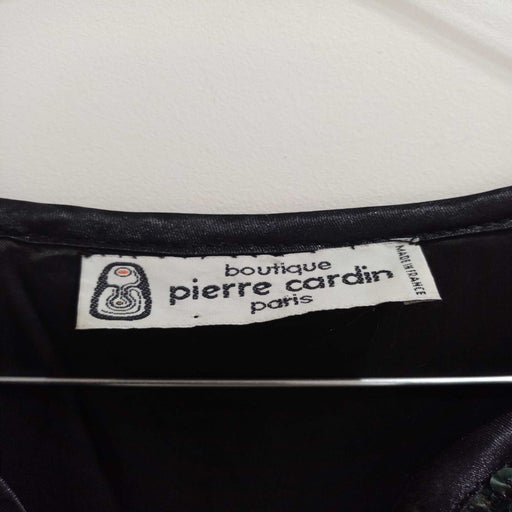 boutique
pierre cardin
paris
MADE IN FRANCE